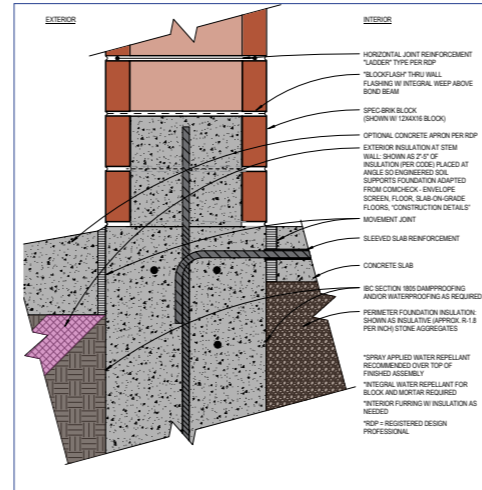 EXTERIOR
INTERIOR
HORIZONTAL JOINT REINFORCEMENT
"LADDER" TYPE PER RDP
"BLOCKFLASH" THRU WALL
FLASHING W/ INTEGRAL WEEP ABOVE
BOND BEAM
SPEC-BRIK BLOCK
(SHOWN W/ 12X4X16 BLOCK)
OPTIONAL CONCRETE APRON PER RDP
EXTERIOR INSULATION AT STEM
WALL: SHOWN AS 2'-5" OF
INSULATION (PER CODE) PLACED AT
ANGLE SO ENGINEERED SOIL
SUPPORTS FOUNDATION ADAPTED
FROM COMCHECK - ENVELOPE
SCREEN, FLOOR, SLAB-ON-GRADE
FLOORS, "CONSTRUCTION DETAILS"
MOVEMENT JOINT
SLEEVED SLAB REINFORCEMENT
CONCRETE SLAB
IBC SECTION 1805 DAMPPROOFING
AND/OR WATERPROOFING AS REQUIRED
PERIMETER FOUNDATION INSULATION:
SHOWN AS INSULATIVE (APPROX. R-1.8
PER INCH) STONE AGGREGATES
*SPRAY APPLIED WATER REPELLANT
RECOMMENDED OVER TOP OF
FINISHED ASSEMBLY
*INTEGRAL WATER REPELLANT FOR
BLOCK AND MORTAR REQUIRED
*INTERIOR FURRING W/ INSULATION AS
NEEDED
*RDP = REGISTERED DESIGN
PROFESSIONAL